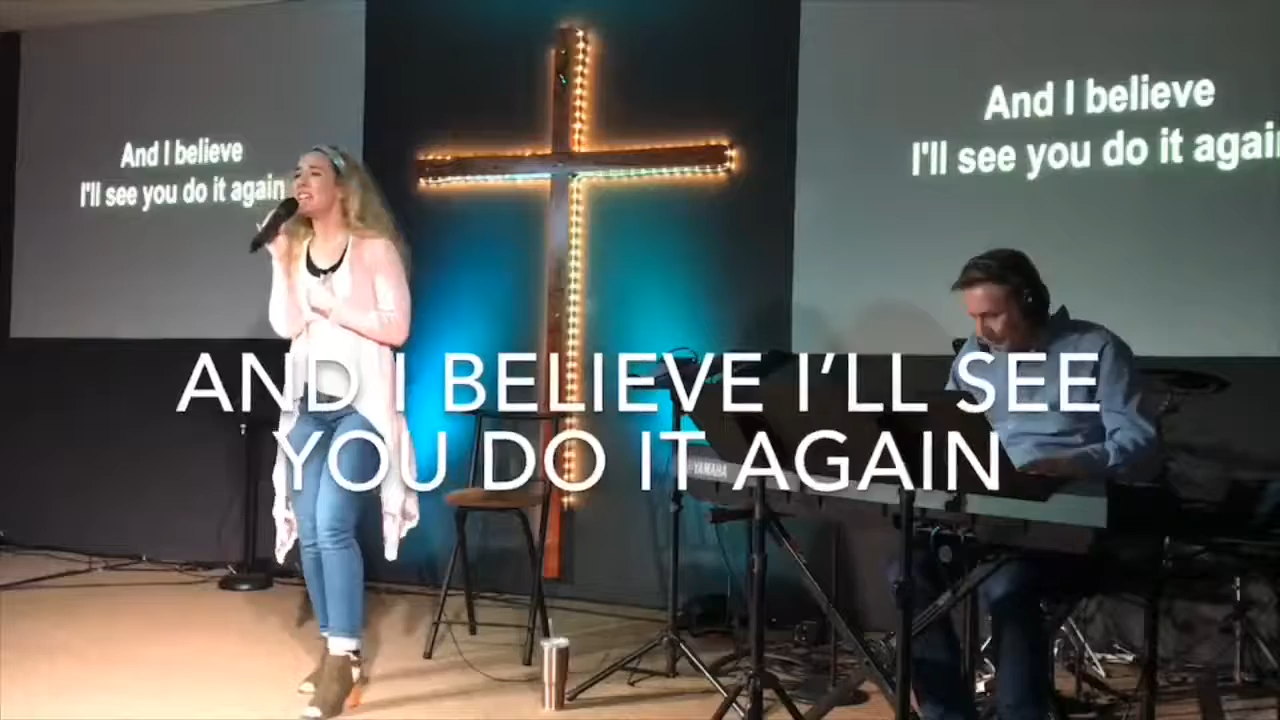 And I believe
I'll see you do it again
And I believe
I'll see you do it agai
AND I BELIEVE I'LL SEE
YOU DO IT AGAIN
YAMAHA